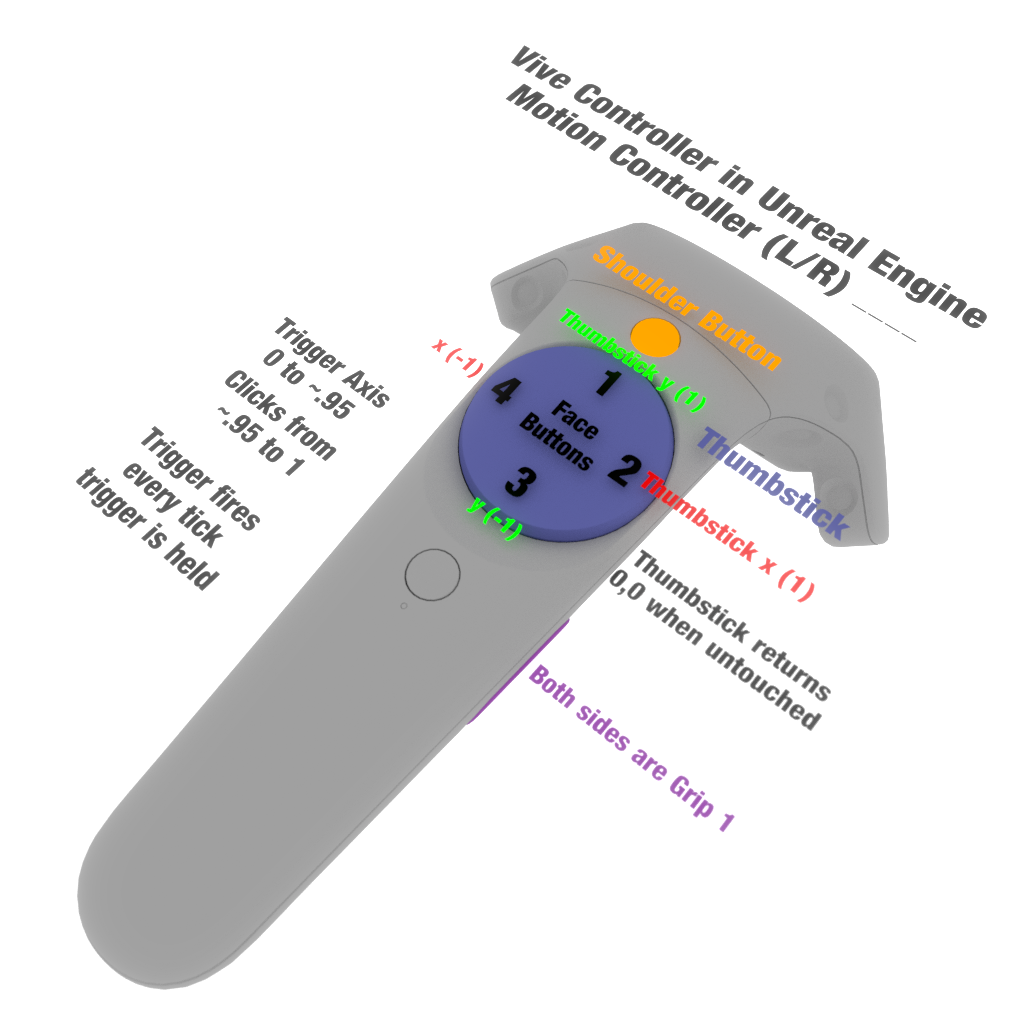 Vive Controller in Unreal Engine
Motion Controller (L/R) ______
Shoulder Button
Thumbstick y (1)
x (-1)
Trigger Axis
0 to ~.95
Clicks from
~.95 to 1
Trigger fires
every tick
trigger is held
1
4
Face
Buttons
2
3
y (-1)
Thumbstick
Thumbstick x (1)
Thumbstick returns
0,0 when untouched
Both sides are Grip 1